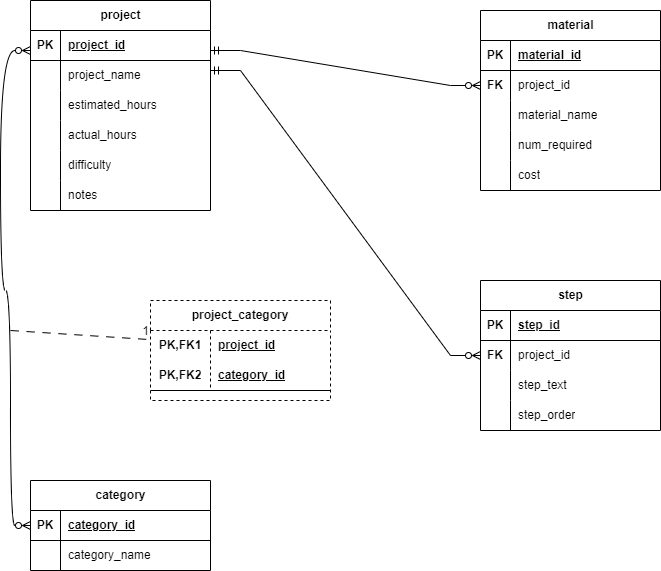 project
PK project_id
project_name
estimated_hours
actual_hours
difficulty
notes
material
PK material_id
FK project_id
material_name
num_required
cost
1
project_category
PK,FK1 project_id
PK,FK2 category_id
step
PK step_id
FK project_id
step_text
step_order
category
PK category_id
category_name